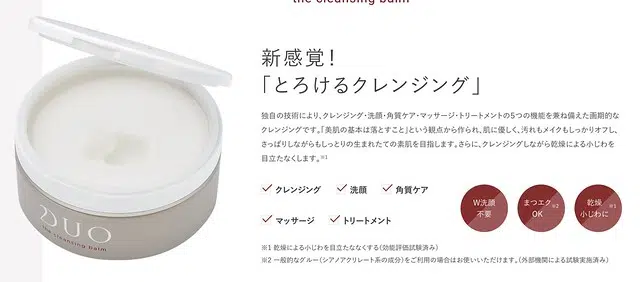 the cleansing balm
新感覚!
「とろけるクレンジング」
独自の技術により、クレンジング・洗顔・角質ケア・マッサージ・トリートメントの5つの機能を兼ね備えた画期的な
クレンジングです。「美肌の基本は落とすこと」という観点から作られ、肌に優しく、汚れもメイクもしっかりオフし、
さっぱりしながらもしっとりの生まれたての素肌を目指します。さらに、クレンジングしながら乾燥による小じわを
目立たなくします。※1
クレンジング 洗顔 角質ケア
マッサージ トリートメント
W洗顔
不要
まつエク※2
OK
乾燥
小じわに※1
DUO
the cleansing balm
※1 乾燥による小じわを目立たなくする(効能評価試験済み)
※2 一般的なグルー(シアノアクリレート系の成分)をご利用の場合はお使いいただけます。(外部機関による試験実施済み)